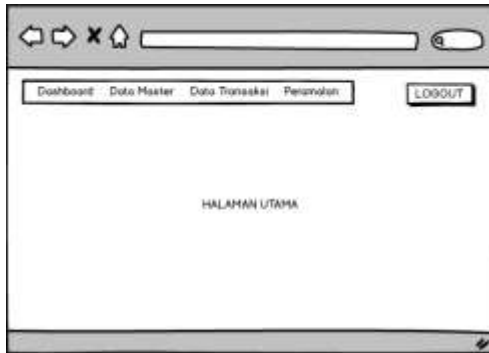 Dashboard Data Master Data Transaksi Peramalan
LOGOUT
HALAMAN UTAMA